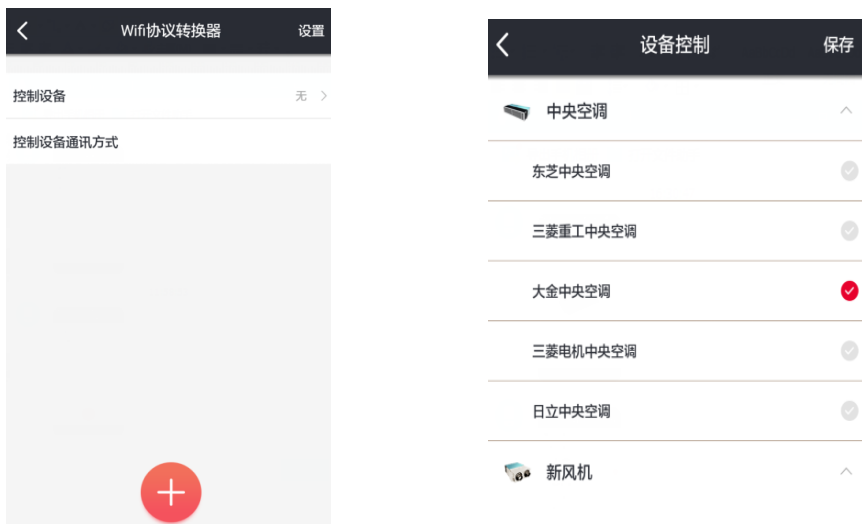 Wifi协议转换器 设置
控制设备 无
控制设备通讯方式
设备控制 保存
中央空调
东芝中央空调
三菱重工中央空调
大金中央空调
三菱电机中央空调
日立中央空调
新风机